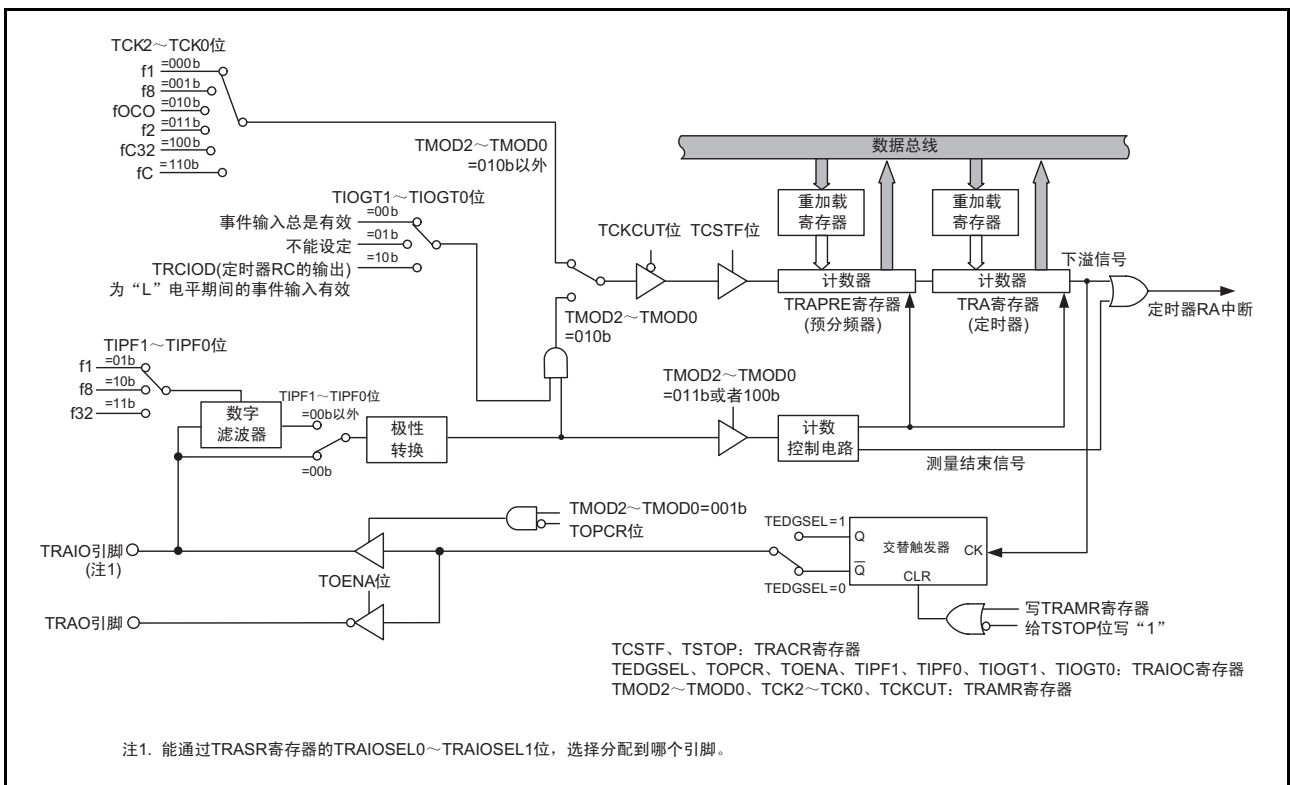 TCK2～TCK0位
f1 =000b
f8 =001b
fOCO =010b
f2 =011b
fC32 =100b
fC =110b
TMOD2～TMOD0
=010b以外
TIOGT1～TIOGT0位
事件输入总是有效 =00b
不能设定 =01b
TRCIOD(定时器RC的输出) =10b
为“L”电平期间的事件输入有效
TCKCUT位
TCSTF位
数据总线
重加载
寄存器
重加载
寄存器
计数器
TRAPRE寄存器
(预分频器)
计数器
TRA寄存器
(定时器)
下溢信号
定时器RA中断
TMOD2～TMOD0
=010b
TIPF1～TIPF0位
f1 =01b
f8 =10b
f32 =11b
数字
滤波器
TIPF1～TIPF0位
=00b以外
=00b
极性
转换
TMOD2～TMOD0
=011b或者100b
计数
控制电路
测量结束信号
TMOD2～TMOD0=001b
TOPCR位
TRAIO引脚
(注1)
TOENA位
TRAO引脚
TEDGSEL=1
TEDGSEL=0
Q
Q
交替触发器
CK
CLR
写TRAMR寄存器
给TSTOP位写“1”
TCSTF、TSTOP：TRACR寄存器
TEDGSEL、TOPCR、TOENA、TIPF1、TIPF0、TIOGT1、TIOGT0：TRAIOC寄存器
TMOD2～TMOD0、TCK2～TCK0、TCKCUT：TRAMR寄存器
注1. 能通过TRASR寄存器的TRAIOSEL0～TRAIOSEL1位，选择分配到哪个引脚。